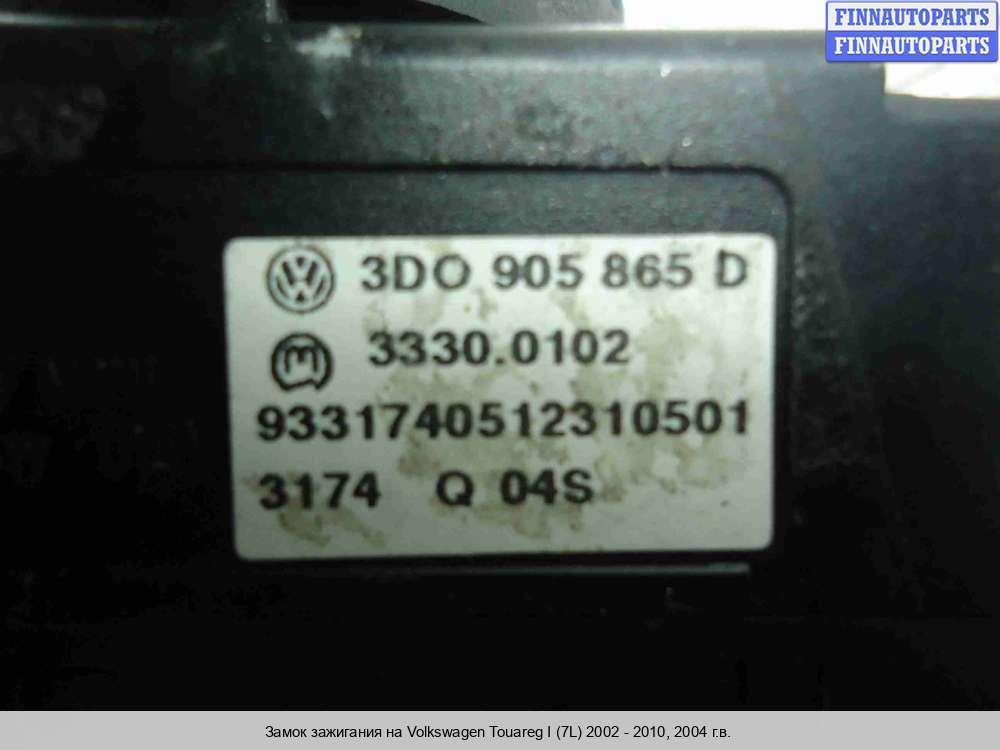 FINNAUTOPARTS
FINNAUTOPARTS
3DO 905 865 D
3330.0102
9331740512310501
3174 Q 04S
Замок зажигания на Volkswagen Touareg I (7L) 2002 - 2010, 2004 г.в.